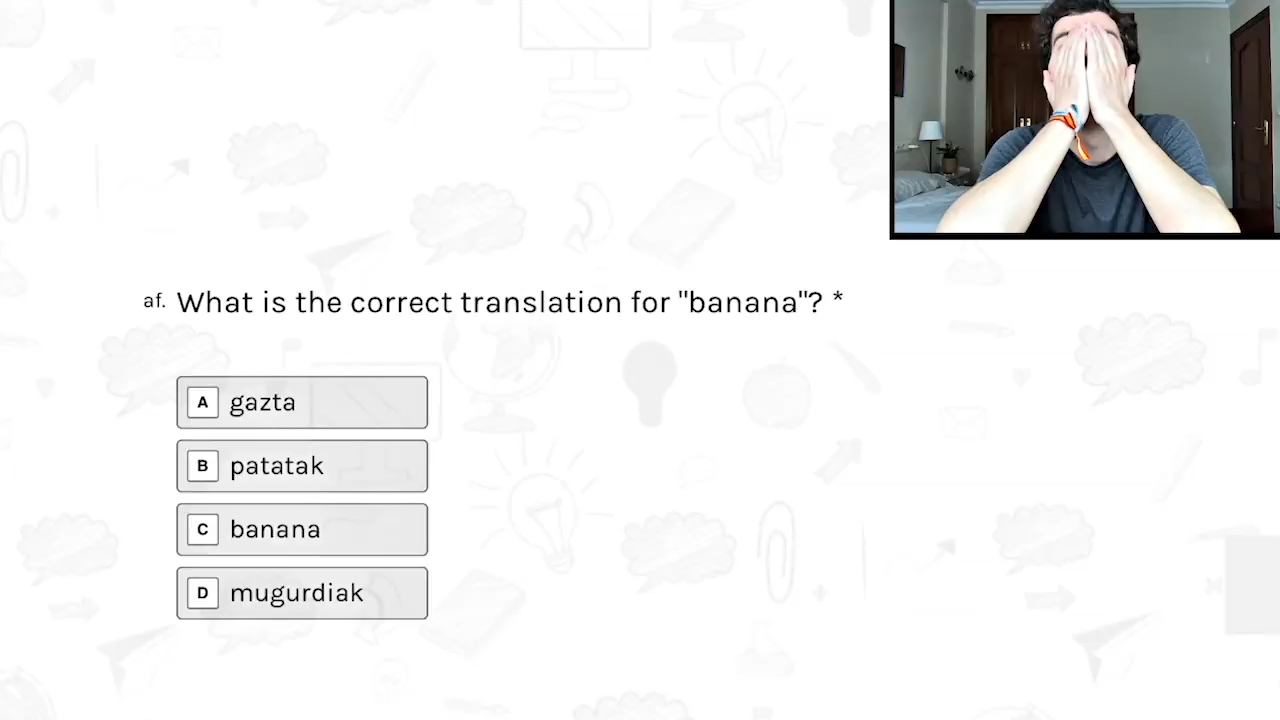 af. What is the correct translation for "banana"? *
A gazta
B patatak
C banana
D mugurdiak